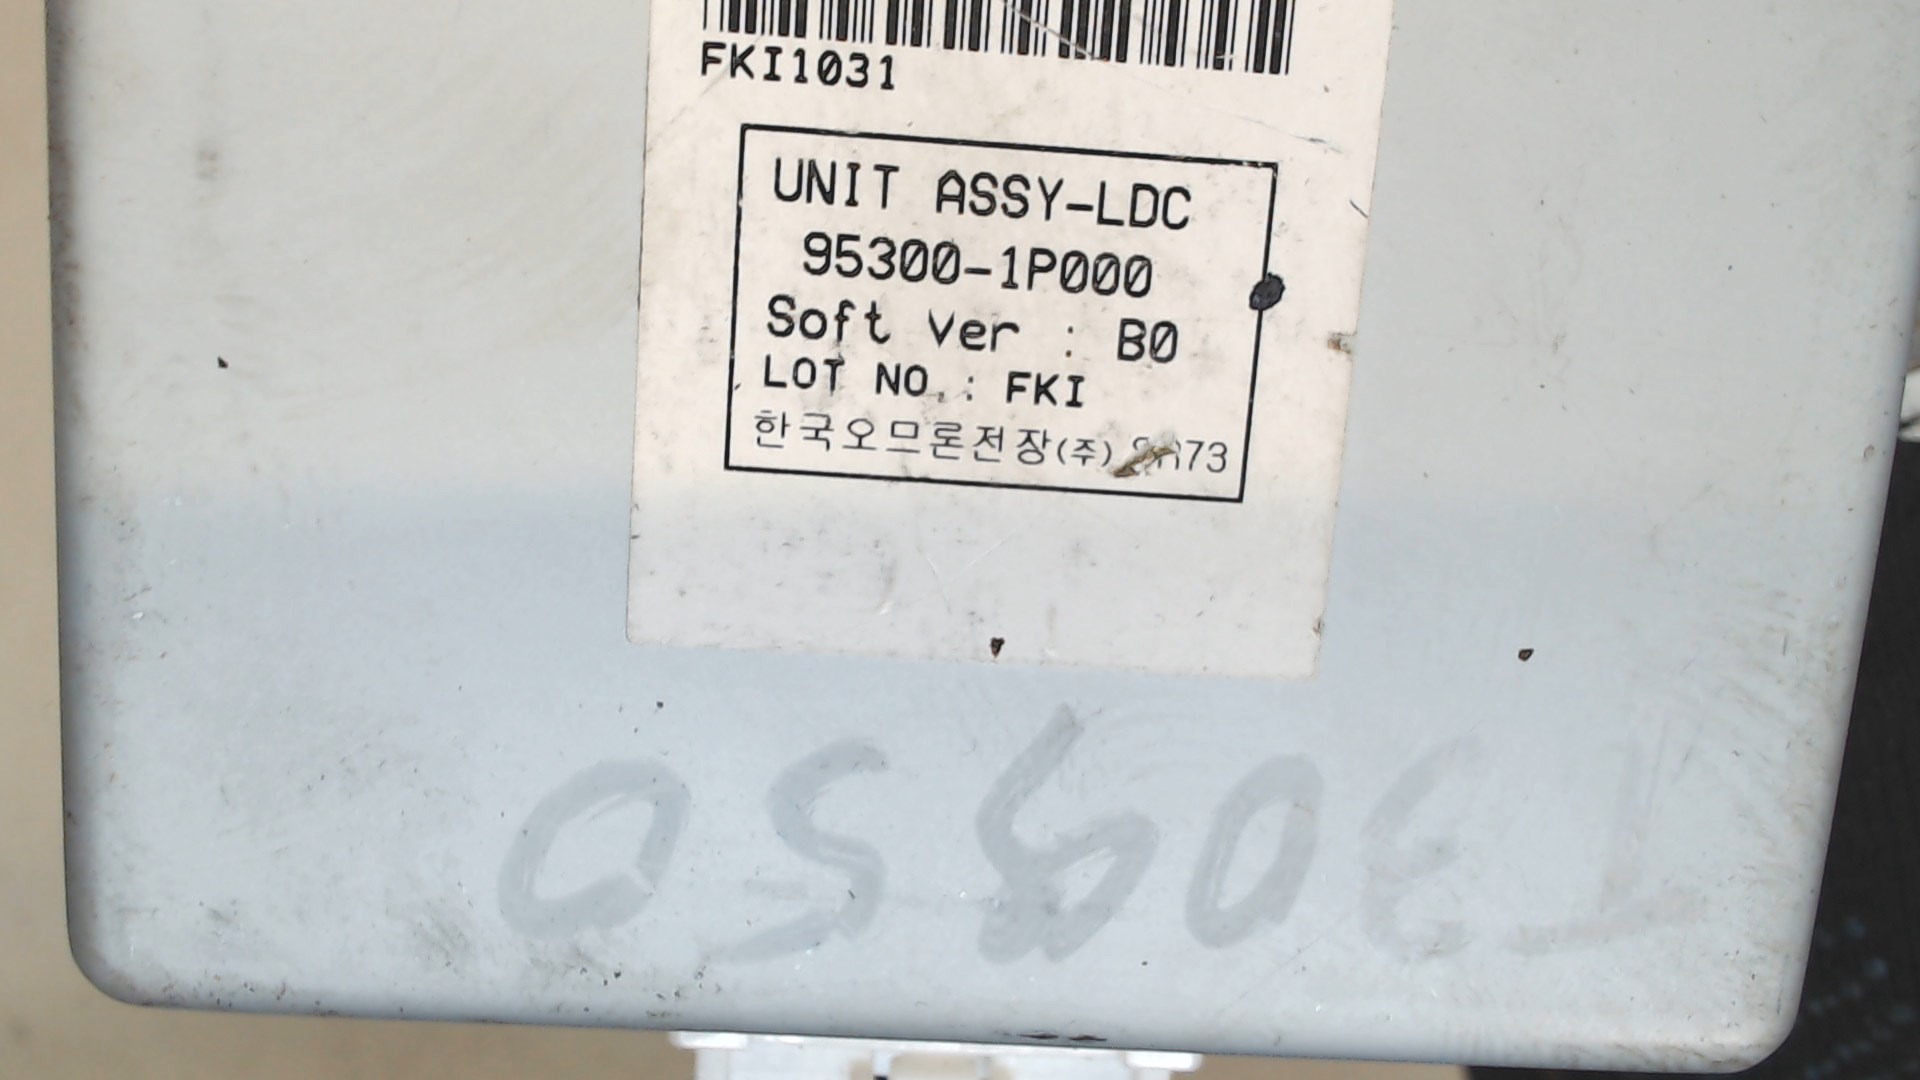 FKI1031
UNIT ASSY-LDC
95300-1P000
Soft Ver : B0
LOT NO.: FKI
한국오므론전장(주)